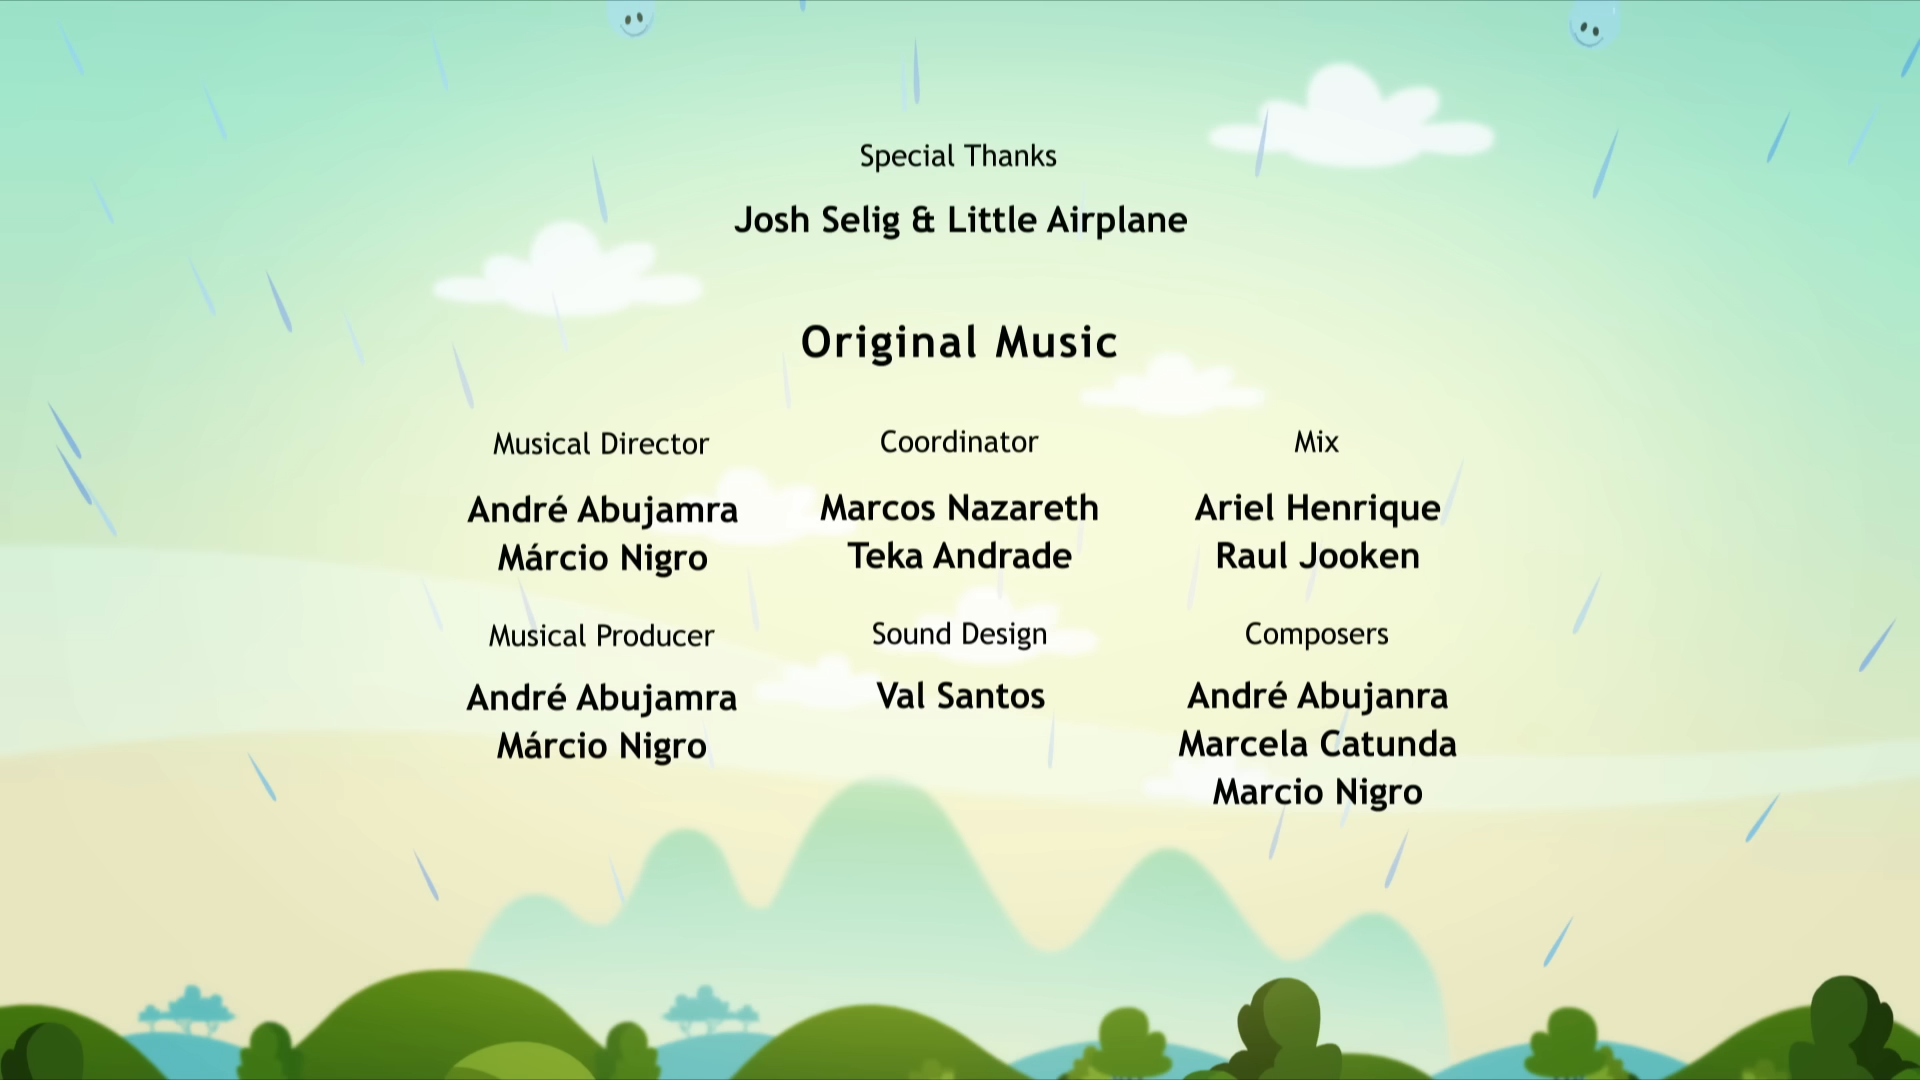 Special Thanks
Josh Selig & Little Airplane
Original Music
Musical Director
André Abujamra
Márcio Nigro
Coordinator
Marcos Nazareth
Teka Andrade
Mix
Ariel Henrique
Raul Jooken
Musical Producer
André Abujamra
Márcio Nigro
Sound Design
Val Santos
Composers
André Abujanra
Marcela Catunda
Marcio Nigro